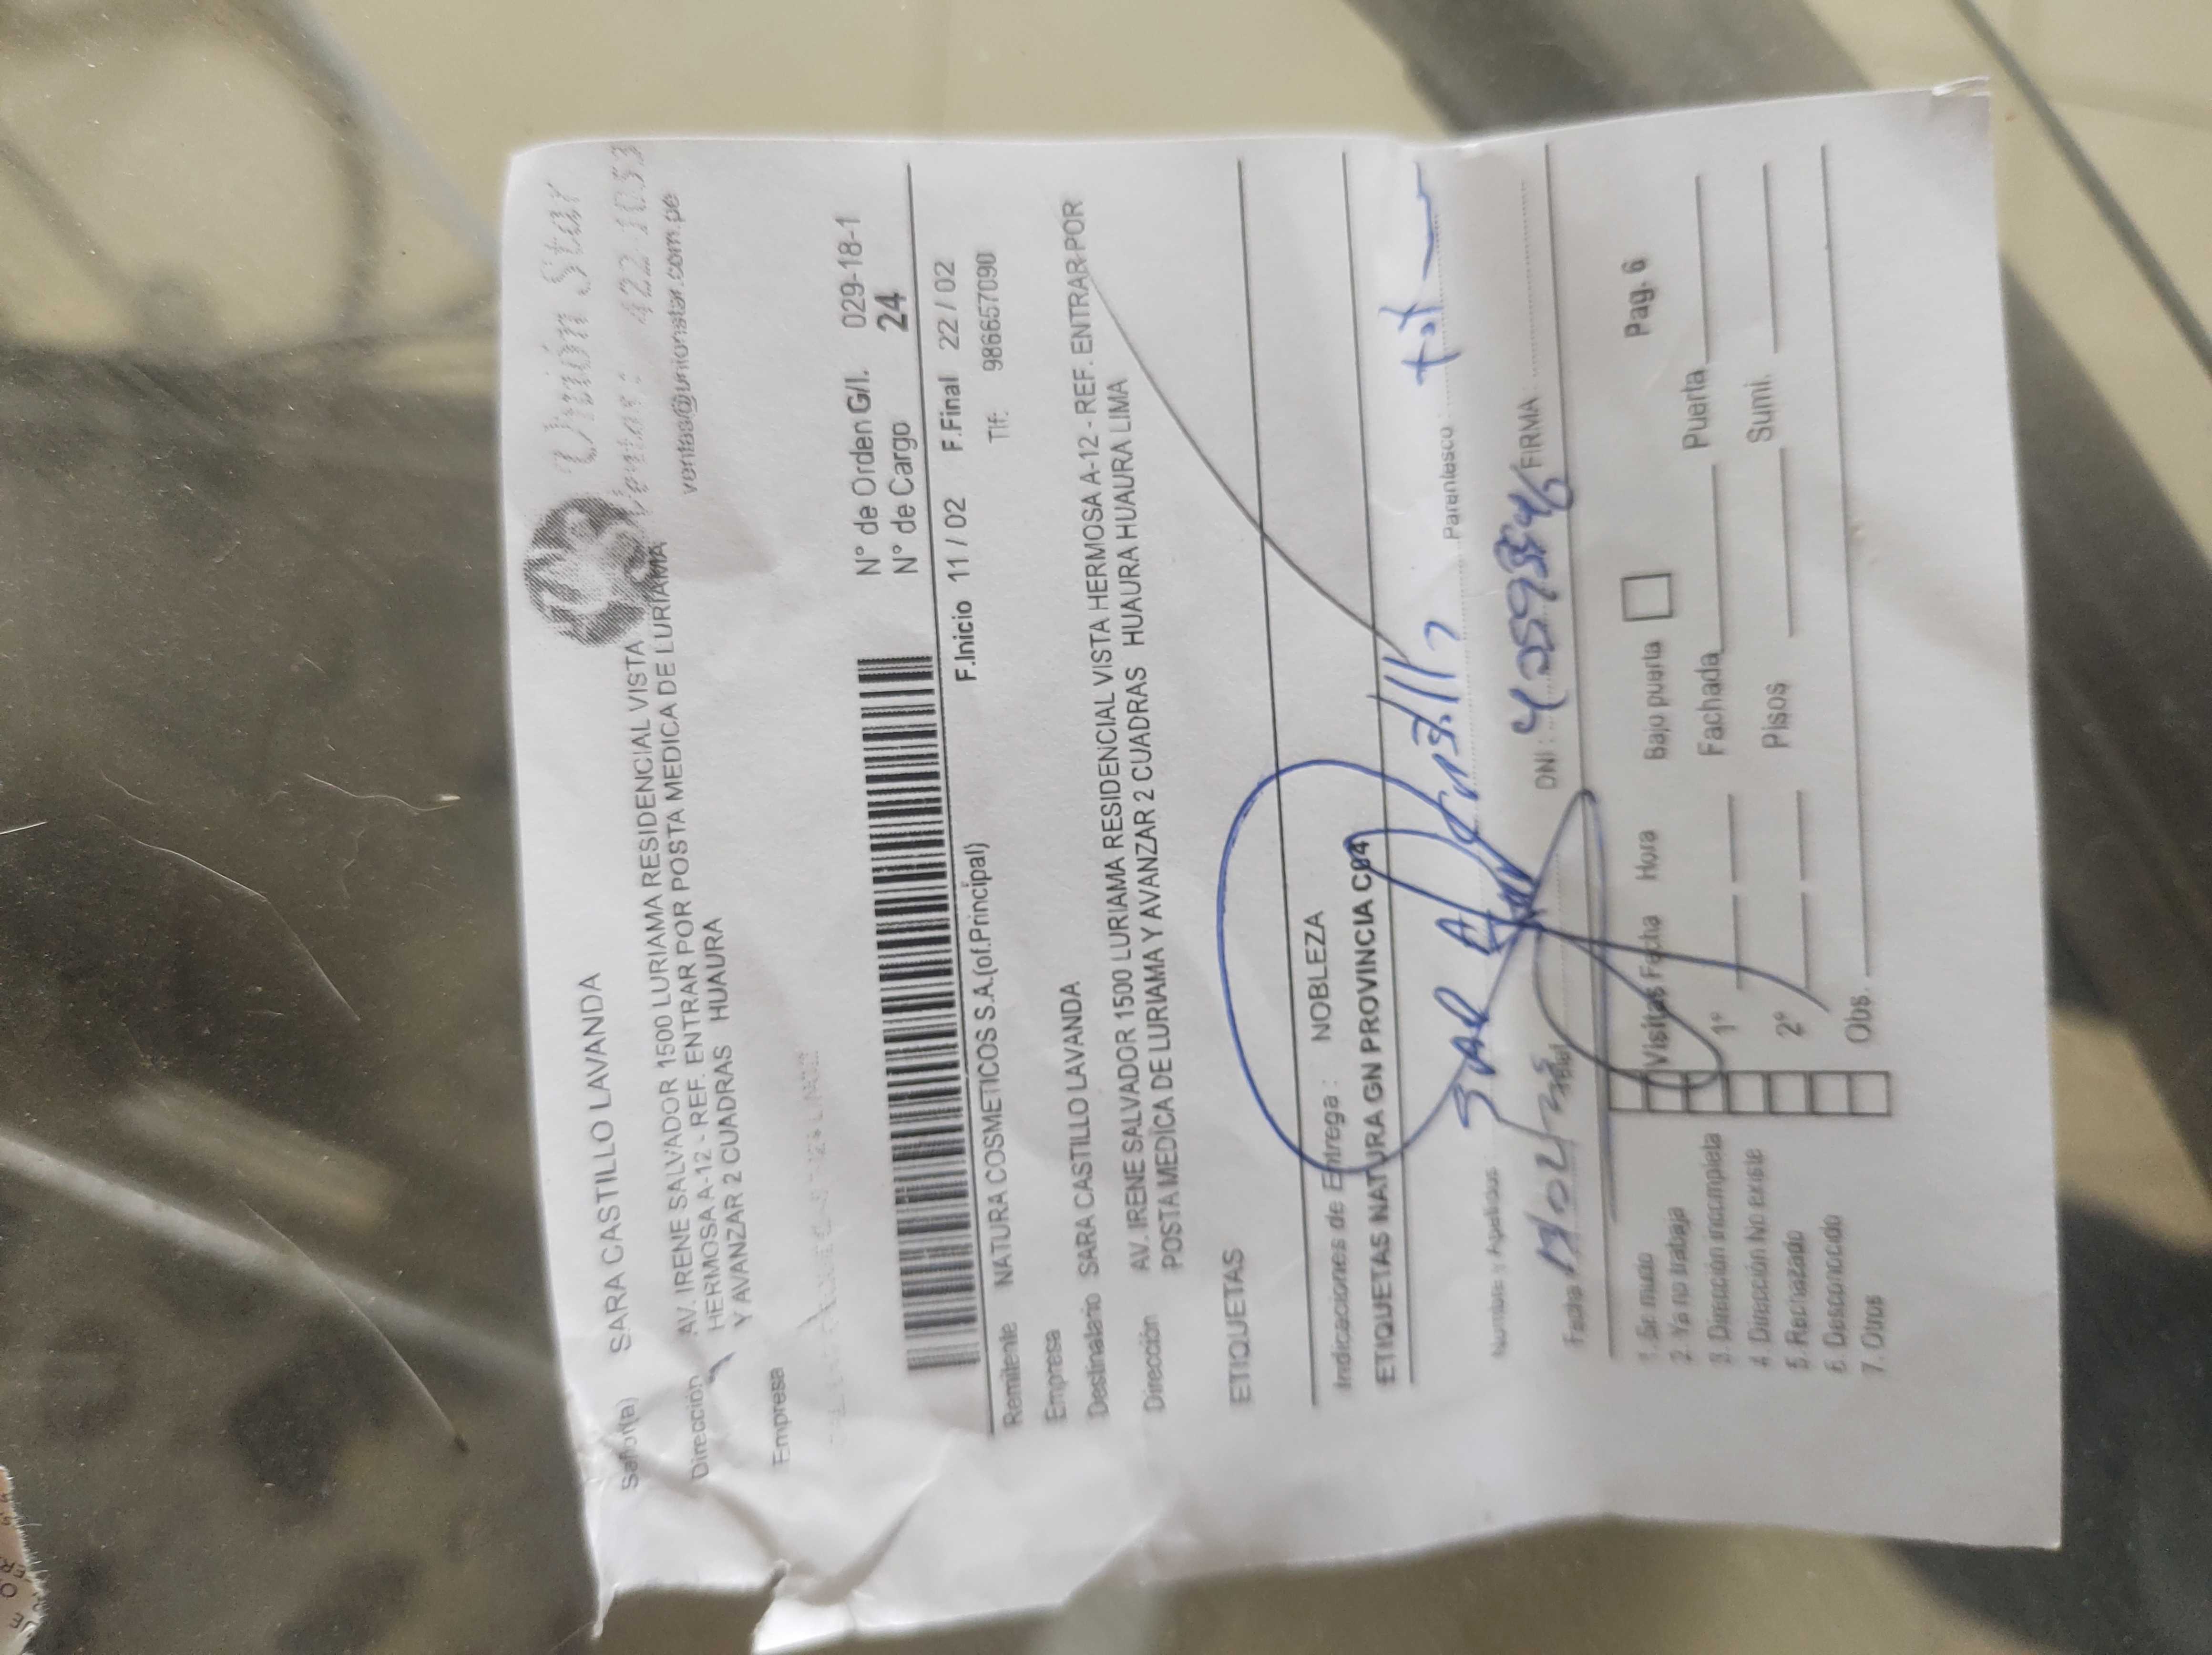 Unión Star
Ventas: 422-1053
ventas@unionstar.com.pe
Señor(a) SARA CASTILLO LAVANDA
Dirección AV. IRENE SALVADOR 1500 LURIAMA RESIDENCIAL VISTA
HERMOSA A-12 - REF. ENTRAR POR POSTA MEDICA DE LURIAMA
Y AVANZAR 2 CUADRAS HUAURA
Empresa
N° de Orden G/I. 029-18-1
N° de Cargo 24
F.Inicio 11 / 02 F.Final 22 / 02
Remitente NATURA COSMETICOS S.A.(of.Principal)
Tlf: 986657090
Empresa
Destinatario SARA CASTILLO LAVANDA
Dirección AV. IRENE SALVADOR 1500 LURIAMA RESIDENCIAL VISTA HERMOSA A-12 - REF. ENTRAR POR
POSTA MEDICA DE LURIAMA Y AVANZAR 2 CUADRAS HUAURA HUAURA LIMA
ETIQUETAS
Indicaciones de Entrega : NOBLEZA
ETIQUETAS NATURA GN PROVINCIA C04
Nombres y Apellidos: Parentesco: tit
Fecha DNI: FIRMA
1. Se mudo
2. Ya no trabaja
3. Dirección incompleta
4. Dirección No existe
5. Rechazado
6. Desconocido
7. Otros
Visitas Fecha Hora Bajo puerta Pag. 6
1° Fachada Puerta
2° Pisos Sumi.
Obs.